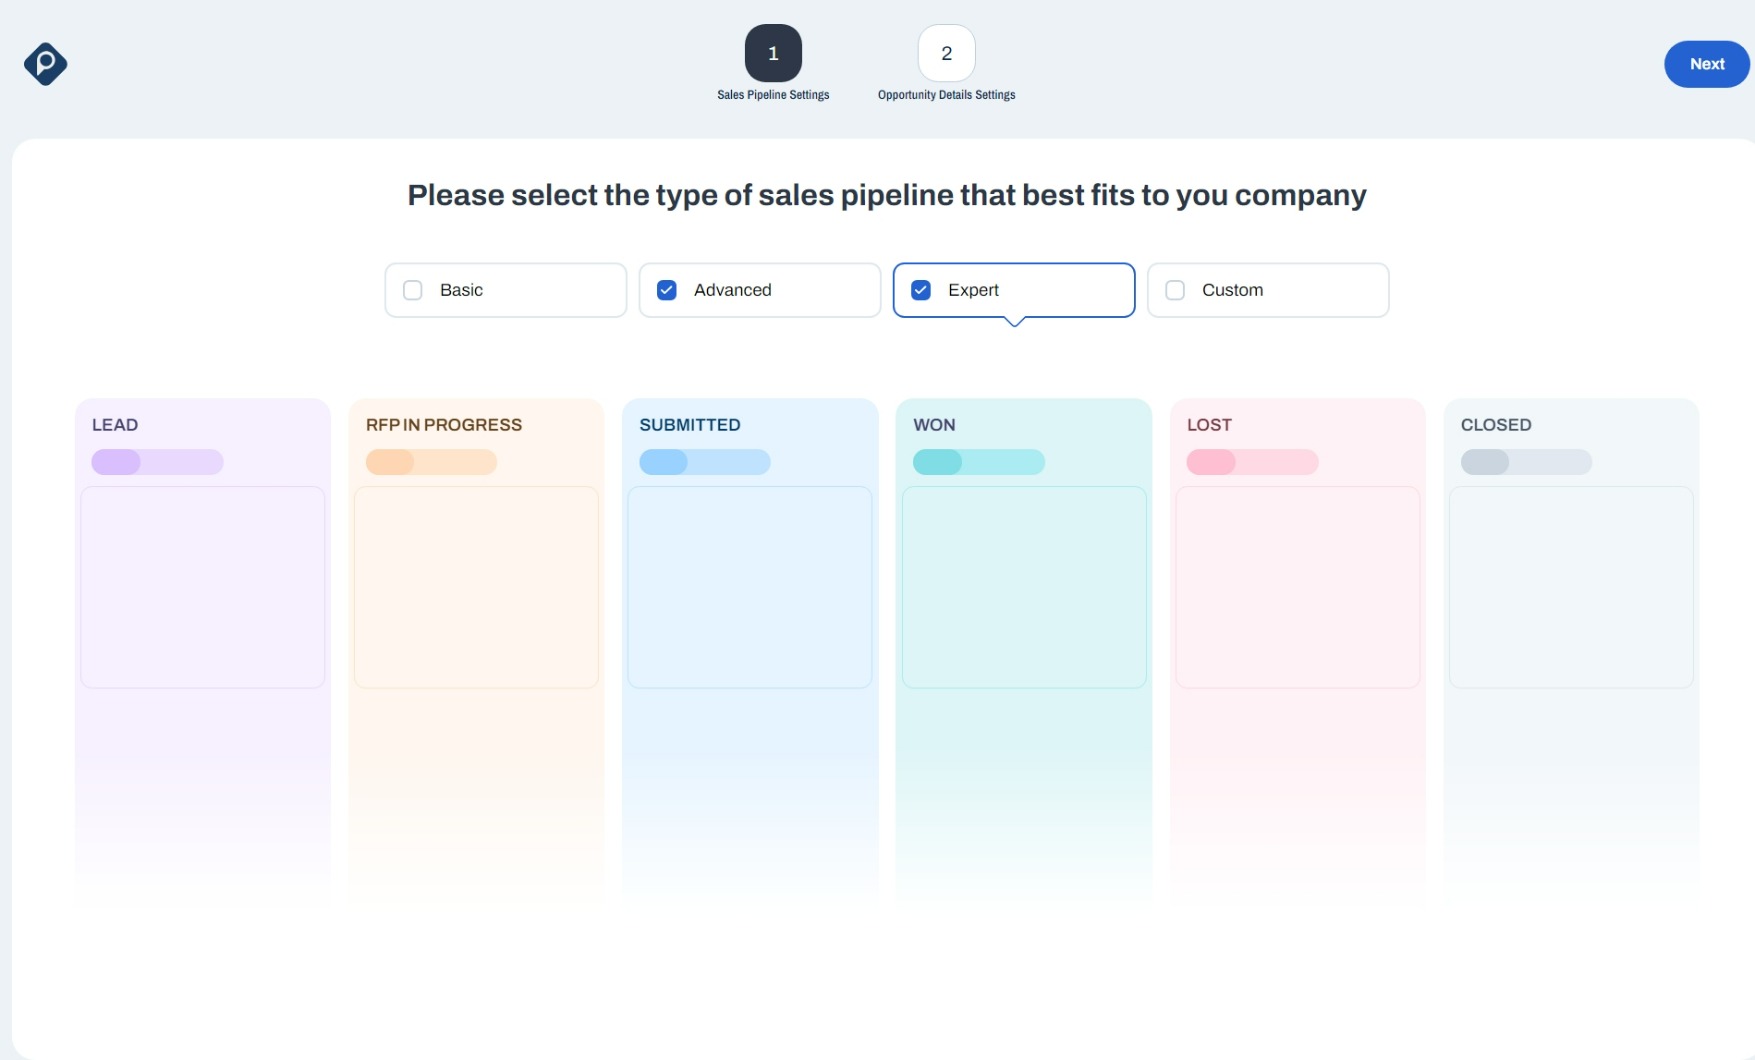 1
Sales Pipeline Settings
2
Opportunity Details Settings
Next
Please select the type of sales pipeline that best fits to you company
Basic
Advanced
Expert
Custom
LEAD
RFP IN PROGRESS
SUBMITTED
WON
LOST
CLOSED